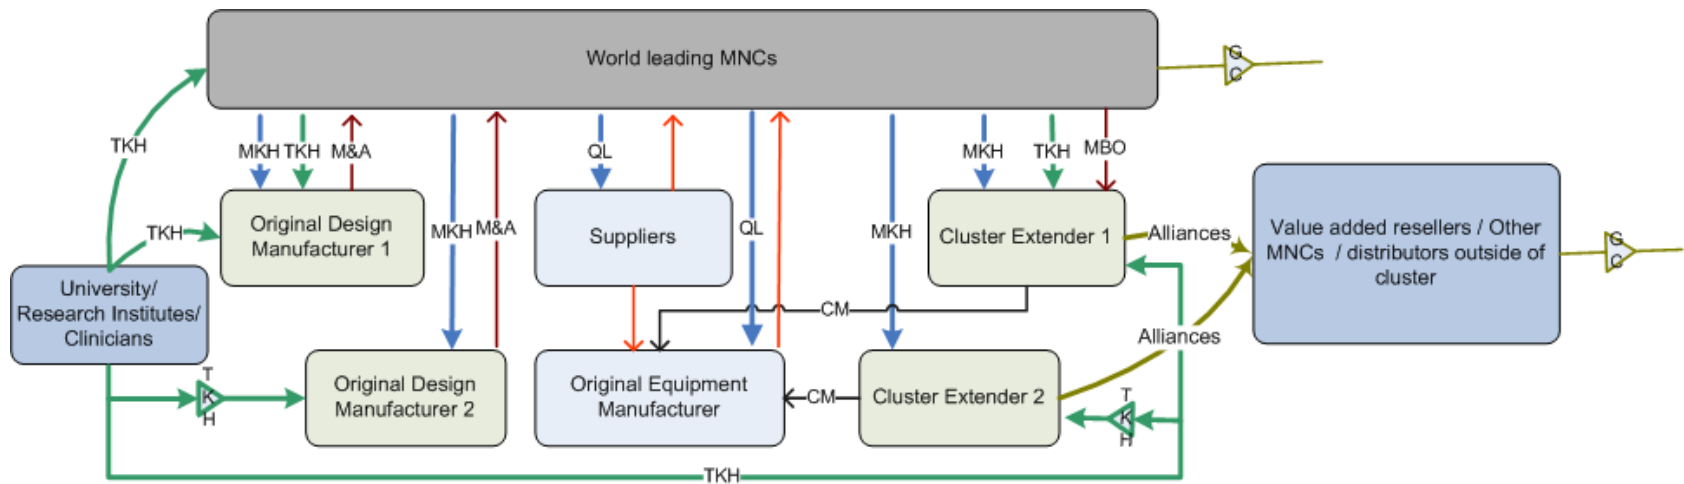 World leading MNCs
G
C
TKH
MKH
TKH
M&A
QL
MKH
TKH
MBO
TKH
Original Design
Manufacturer 1
MKH
M&A
Suppliers
QL
MKH
Cluster Extender 1
Alliances
Value added resellers / Other
MNCs / distributors outside of
cluster
G
C
University/
Research Institutes/
Clinicians
CM
Alliances
T
K
H
Original Design
Manufacturer 2
Original Equipment
Manufacturer
CM
Cluster Extender 2
T
K
H
TKH